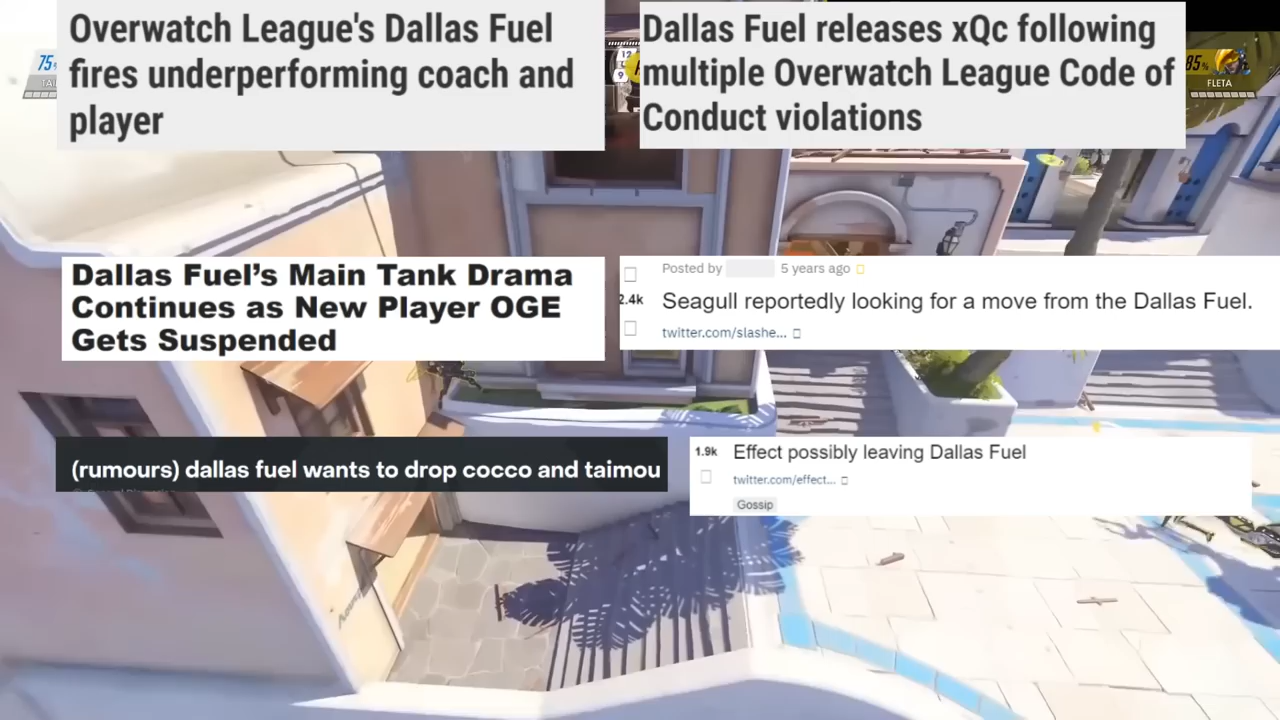 Overwatch League's Dallas Fuel
fires underperforming coach and
player
Dallas Fuel releases xQc following
multiple Overwatch League Code of
Conduct violations
75%
85%
FLETA
Dallas Fuel’s Main Tank Drama
Continues as New Player OGE
Gets Suspended
Posted by 5 years ago
2.4k
Seagull reportedly looking for a move from the Dallas Fuel.
twitter.com/slashe...
(rumours) dallas fuel wants to drop cocco and taimou
1.9k
Effect possibly leaving Dallas Fuel
twitter.com/effect...
Gossip